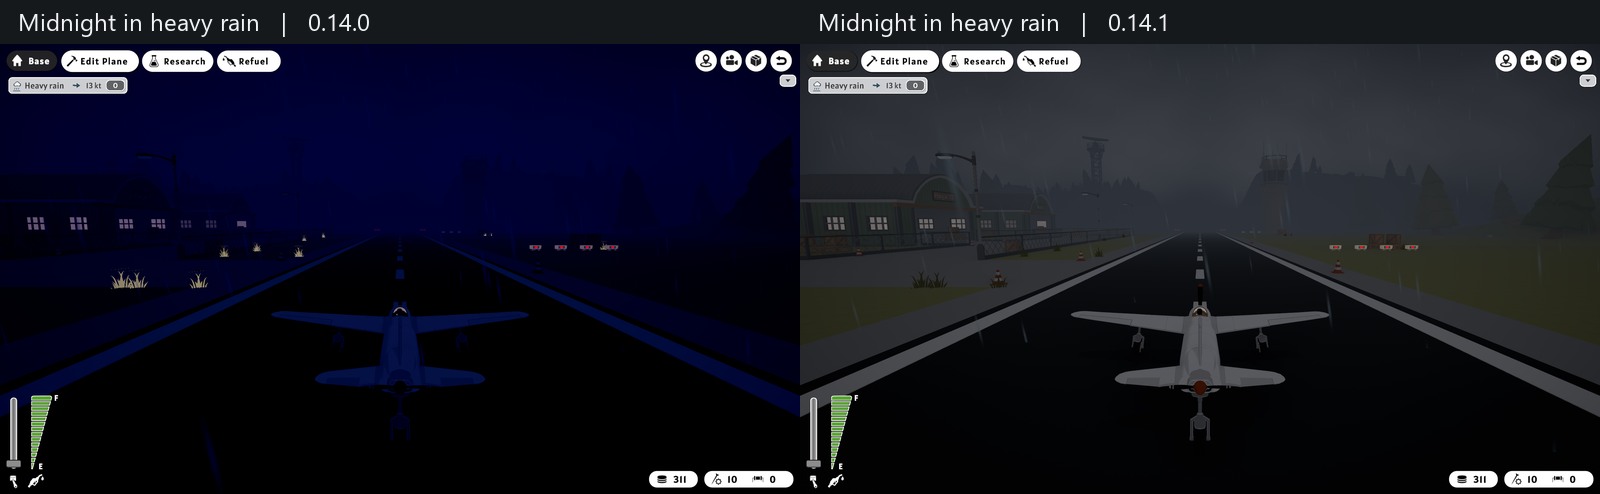 Midnight in heavy rain | 0.14.0
Base Edit Plane Research Refuel
Heavy rain → 13 kt 0
F
E
311 10 0
Midnight in heavy rain | 0.14.1
Base Edit Plane Research Refuel
Heavy rain → 13 kt 0
F
E
311 10 0